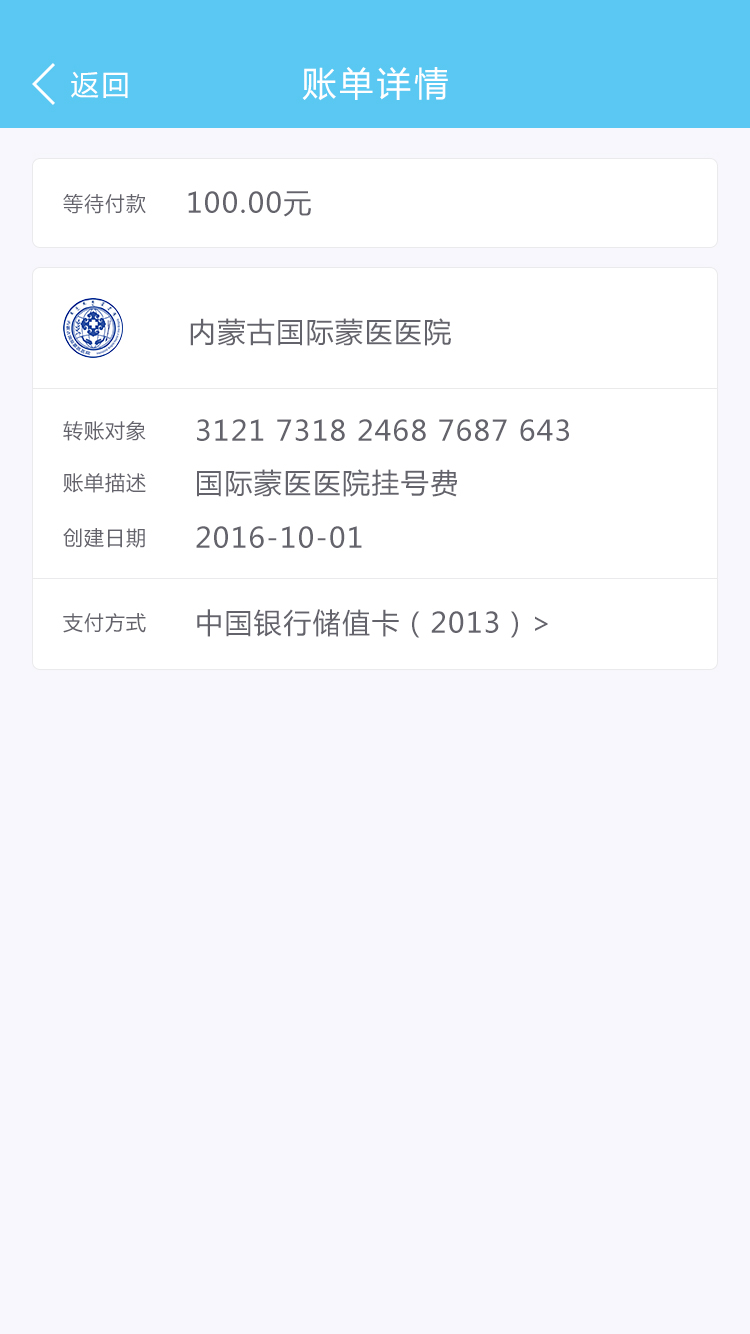 返回
账单详情
等待付款 100.00元
内蒙古国际蒙医医院
转账对象 3121 7318 2468 7687 643
账单描述 国际蒙医医院挂号费
创建日期 2016-10-01
支付方式 中国银行储值卡（2013）>